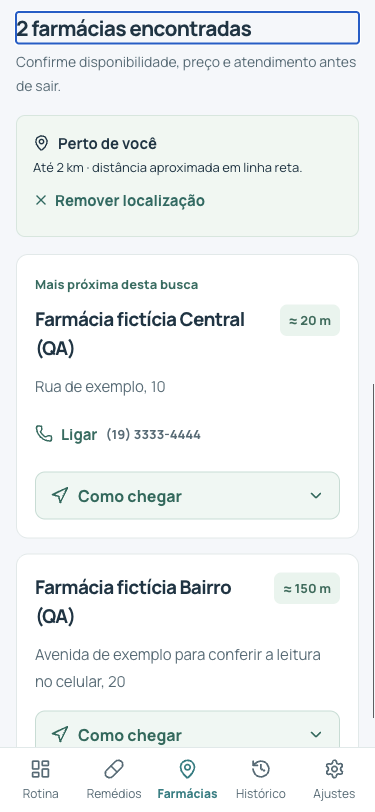 2 farmácias encontradas
Confirme disponibilidade, preço e atendimento antes
de sair.
Perto de você
Até 2 km · distância aproximada em linha reta.
Remover localização
Mais próxima desta busca
Farmácia fictícia Central
(QA)
≈ 20 m
Rua de exemplo, 10
Ligar (19) 3333-4444
Como chegar
Farmácia fictícia Bairro
(QA)
≈ 150 m
Avenida de exemplo para conferir a leitura
no celular, 20
Como chegar
Rotina Remédios Farmácias Histórico Ajustes